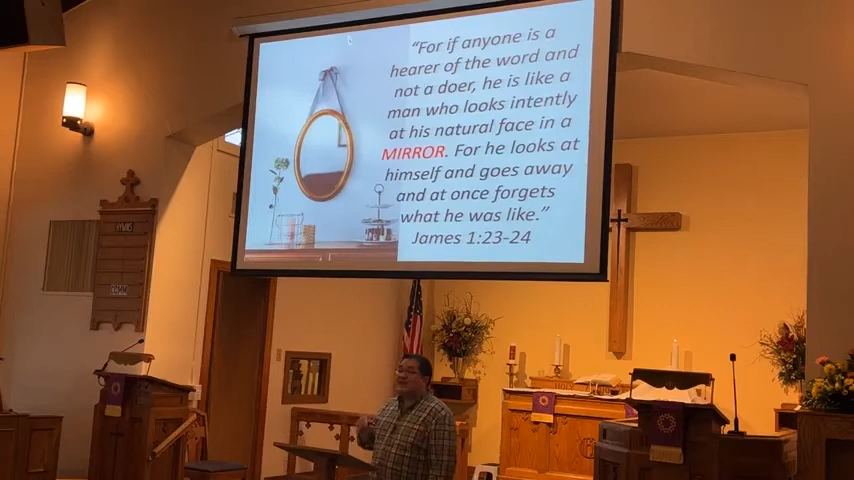 “For if anyone is a
hearer of the word and
not a doer, he is like a
man who looks intently
at his natural face in a
MIRROR. For he looks at
himself and goes away
and at once forgets
what he was like.”
James 1:23-24
HYMNS